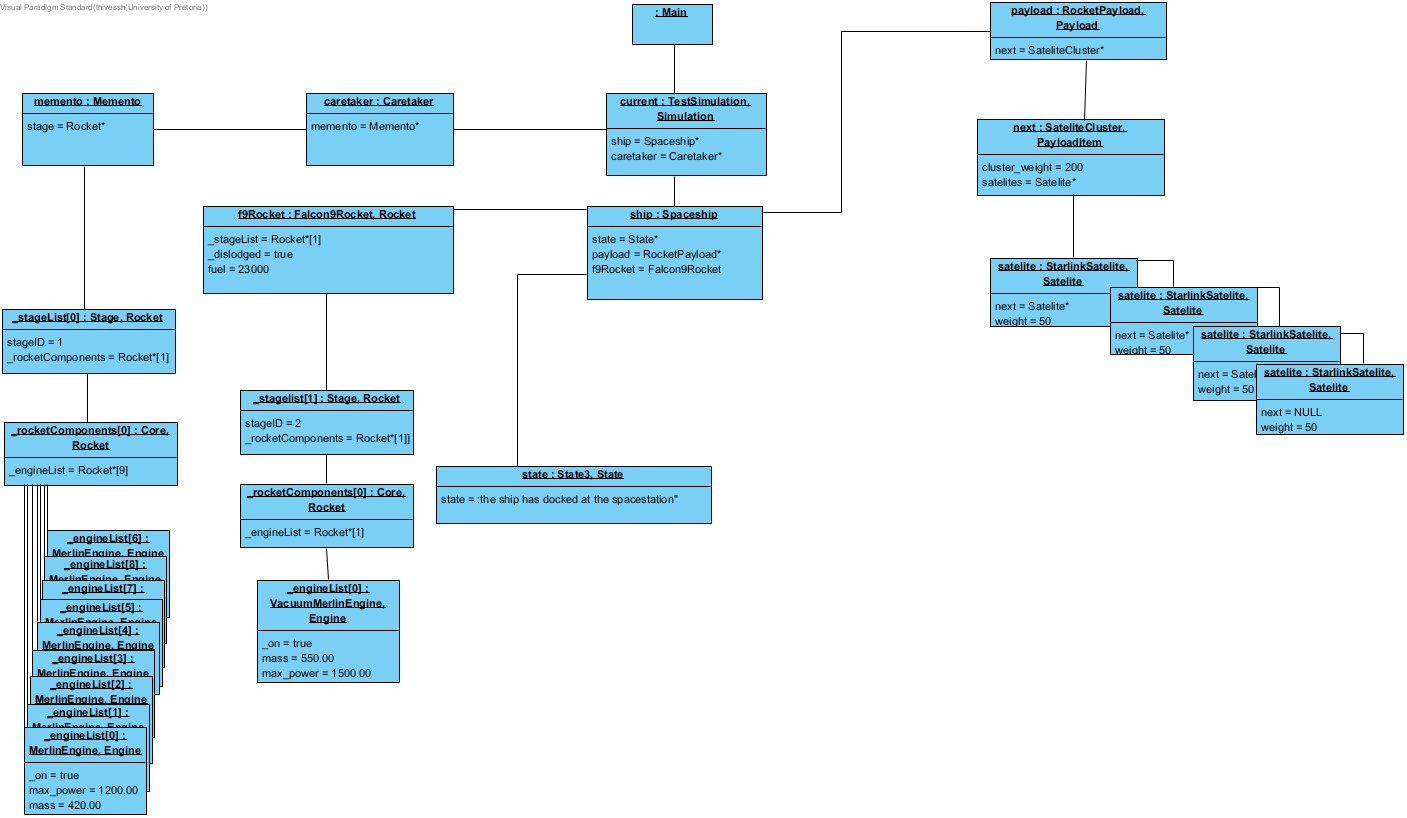 Visual Paradigm Standard(thivessh(University of Pretoria))
: Main
payload : RocketPayload,
Payload
next = SateliteCluster*
memento : Memento
stage = Rocket*
caretaker : Caretaker
memento = Memento*
current : TestSimulation,
Simulation
ship = Spaceship*
caretaker = Caretaker*
next : SateliteCluster,
PayloadItem
cluster_weight = 200
satelites = Satelite*
f9Rocket : Falcon9Rocket, Rocket
_stageList = Rocket*[1]
_dislodged = true
fuel = 23000
ship : Spaceship
state = State*
payload = RocketPayload*
f9Rocket = Falcon9Rocket
satelite : StarlinkSatelite,
Satelite
next = Satelite*
weight = 50
satelite : StarlinkSatelite,
Satelite
next = Satelite*
weight = 50
satelite : StarlinkSatelite,
Satelite
next = Satel
weight = 50
satelite : StarlinkSatelite,
Satelite
next = NULL
weight = 50
_stageList[0] : Stage, Rocket
stageID = 1
_rocketComponents = Rocket*[1]
_stagelist[1] : Stage, Rocket
stageID = 2
_rocketComponents = Rocket*[1]]
_rocketComponents[0] : Core,
Rocket
_engineList = Rocket*[9]
state : State3, State
state = :the ship has docked at the spacestation"
_rocketComponents[0] : Core,
Rocket
_engineList = Rocket*[1]
_engineList[6] :
MerlinEngine, Engine
_engineList[8] :
MerlinEngine, Engine
_engineList[7] :
_engineList[5] :
MerlinEngine, Engine
_engineList[4] :
MerlinEngine, Engine
_engineList[3] :
MerlinEngine, Engine
_engineList[2] :
MerlinEngine, Engine
_engineList[1] :
MerlinEngine, Engine
_engineList[0] :
MerlinEngine, Engine
_on = true
max_power = 1200.00
mass = 420.00
_engineList[0] :
VacuumMerlinEngine,
Engine
_on = true
mass = 550.00
max_power = 1500.00